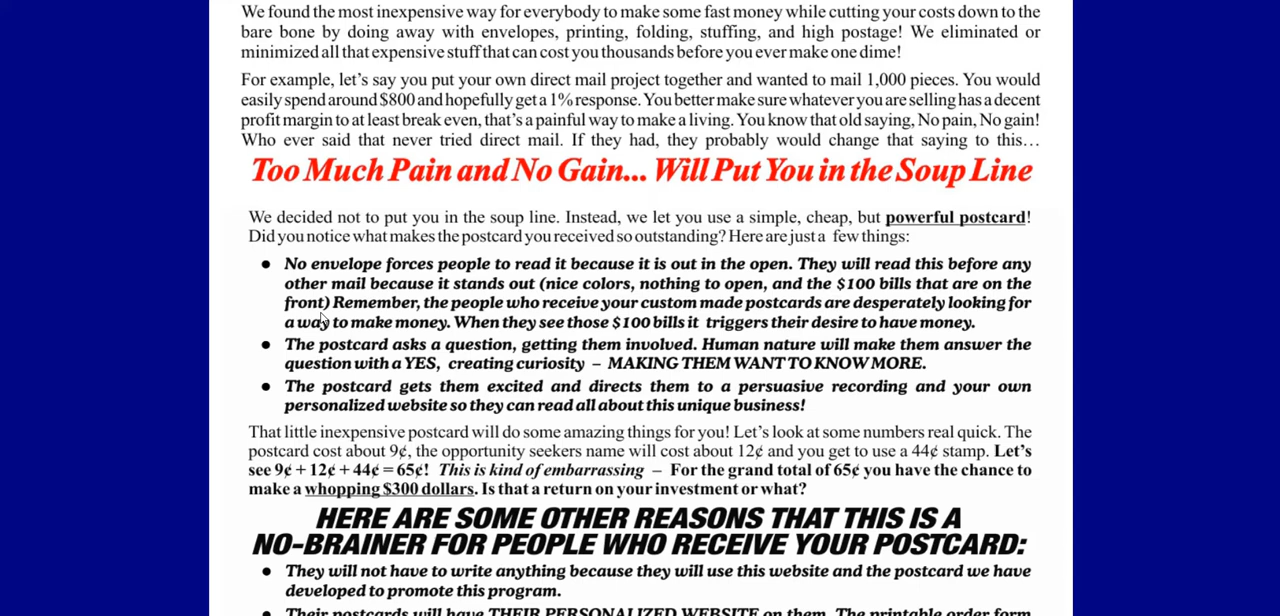 We found the most inexpensive way for everybody to make some fast money while cutting your costs down to the
bare bone by doing away with envelopes, printing, folding, stuffing, and high postage! We eliminated or
minimized all that expensive stuff that can cost you thousands before you ever make one dime!
For example, let's say you put your own direct mail project together and wanted to mail 1,000 pieces. You would
easily spend around $800 and hopefully get a 1% response. You better make sure whatever you are selling has a decent
profit margin to at least break even, that's a painful way to make a living. You know that old saying, No pain, No gain!
Who ever said that never tried direct mail. If they had, they probably would change that saying to this…
Too Much Pain and No Gain... Will Put You in the Soup Line
We decided not to put you in the soup line. Instead, we let you use a simple, cheap, but powerful postcard!
Did you notice what makes the postcard you received so outstanding? Here are just a few things:
● No envelope forces people to read it because it is out in the open. They will read this before any
other mail because it stands out (nice colors, nothing to open, and the $100 bills that are on the
front) Remember, the people who receive your custom made postcards are desperately looking for
a way to make money. When they see those $100 bills it triggers their desire to have money.
● The postcard asks a question, getting them involved. Human nature will make them answer the
question with a YES, creating curiosity – MAKING THEM WANT TO KNOW MORE.
● The postcard gets them excited and directs them to a persuasive recording and your own
personalized website so they can read all about this unique business!
That little inexpensive postcard will do some amazing things for you! Let's look at some numbers real quick. The
postcard cost about 9¢, the opportunity seekers name will cost about 12¢ and you get to use a 44¢ stamp. Let's
see 9¢ + 12¢ + 44¢ = 65¢! This is kind of embarrassing – For the grand total of 65¢ you have the chance to
make a whopping $300 dollars. Is that a return on your investment or what?
HERE ARE SOME OTHER REASONS THAT THIS IS A
NO-BRAINER FOR PEOPLE WHO RECEIVE YOUR POSTCARD:
● They will not have to write anything because they will use this website and the postcard we have
developed to promote this program.
● Their postcards will have THEIR PERSONALIZED WEBSITE on them. The printable order form